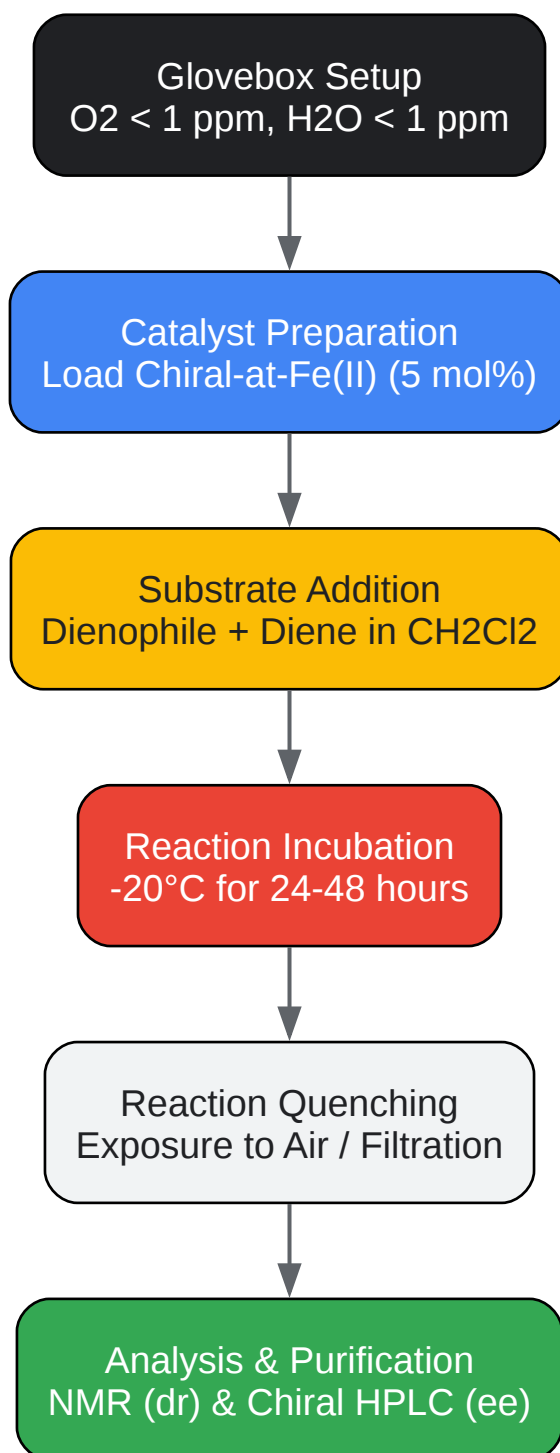 Glovebox Setup
O2 < 1 ppm, H2O < 1 ppm
Catalyst Preparation
Load Chiral-at-Fe(II) (5 mol%)
Substrate Addition
Dienophile + Diene in CH2Cl2
Reaction Incubation
-20°C for 24-48 hours
Reaction Quenching
Exposure to Air / Filtration
Analysis & Purification
NMR (dr) & Chiral HPLC (ee)